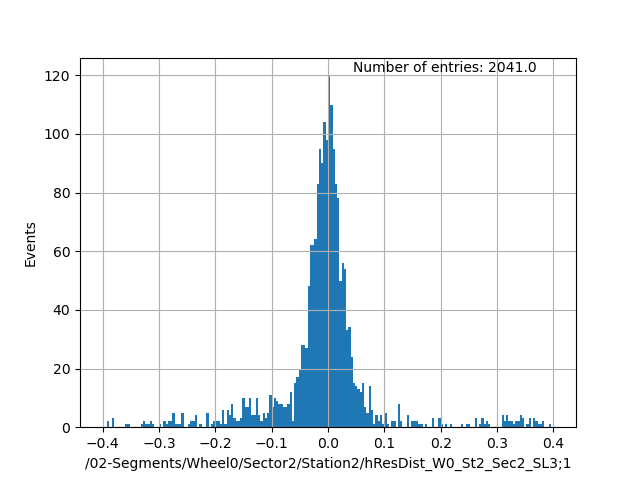 Number of entries: 2041.0
120
100
80
60
40
20
0
Events
−0.4 −0.3 −0.2 −0.1 0.0 0.1 0.2 0.3 0.4
/02-Segments/Wheel0/Sector2/Station2/hResDist_W0_St2_Sec2_SL3;1